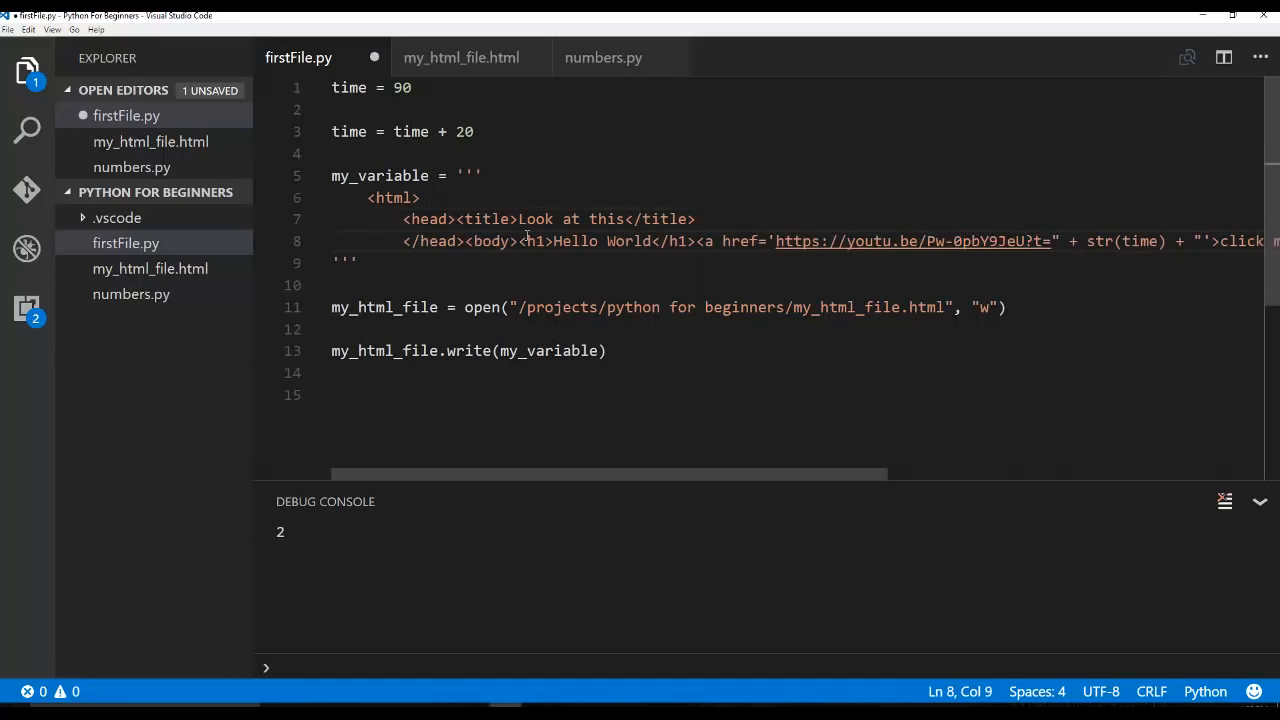 firstFile.py - Python For Beginners - Visual Studio Code
File Edit View Go Help
EXPLORER
firstFile.py my_html_file.html numbers.py
OPEN EDITORS 1 UNSAVED
firstFile.py
my_html_file.html
numbers.py
PYTHON FOR BEGINNERS
.vscode
firstFile.py
my_html_file.html
numbers.py
1
2
1 time = 90
2
3 time = time + 20
4
5 my_variable = '''
6 <html>
7 <head><title>Look at this</title>
8 </head><body><h1>Hello World</h1><a href='https://youtu.be/Pw-0pbY9JeU?t=" + str(time) + "'>click m
9 '''
10
11 my_html_file = open("/projects/python for beginners/my_html_file.html", "w")
12
13 my_html_file.write(my_variable)
14
15
DEBUG CONSOLE
2
0 0 Ln 8, Col 9 Spaces: 4 UTF-8 CRLF Python